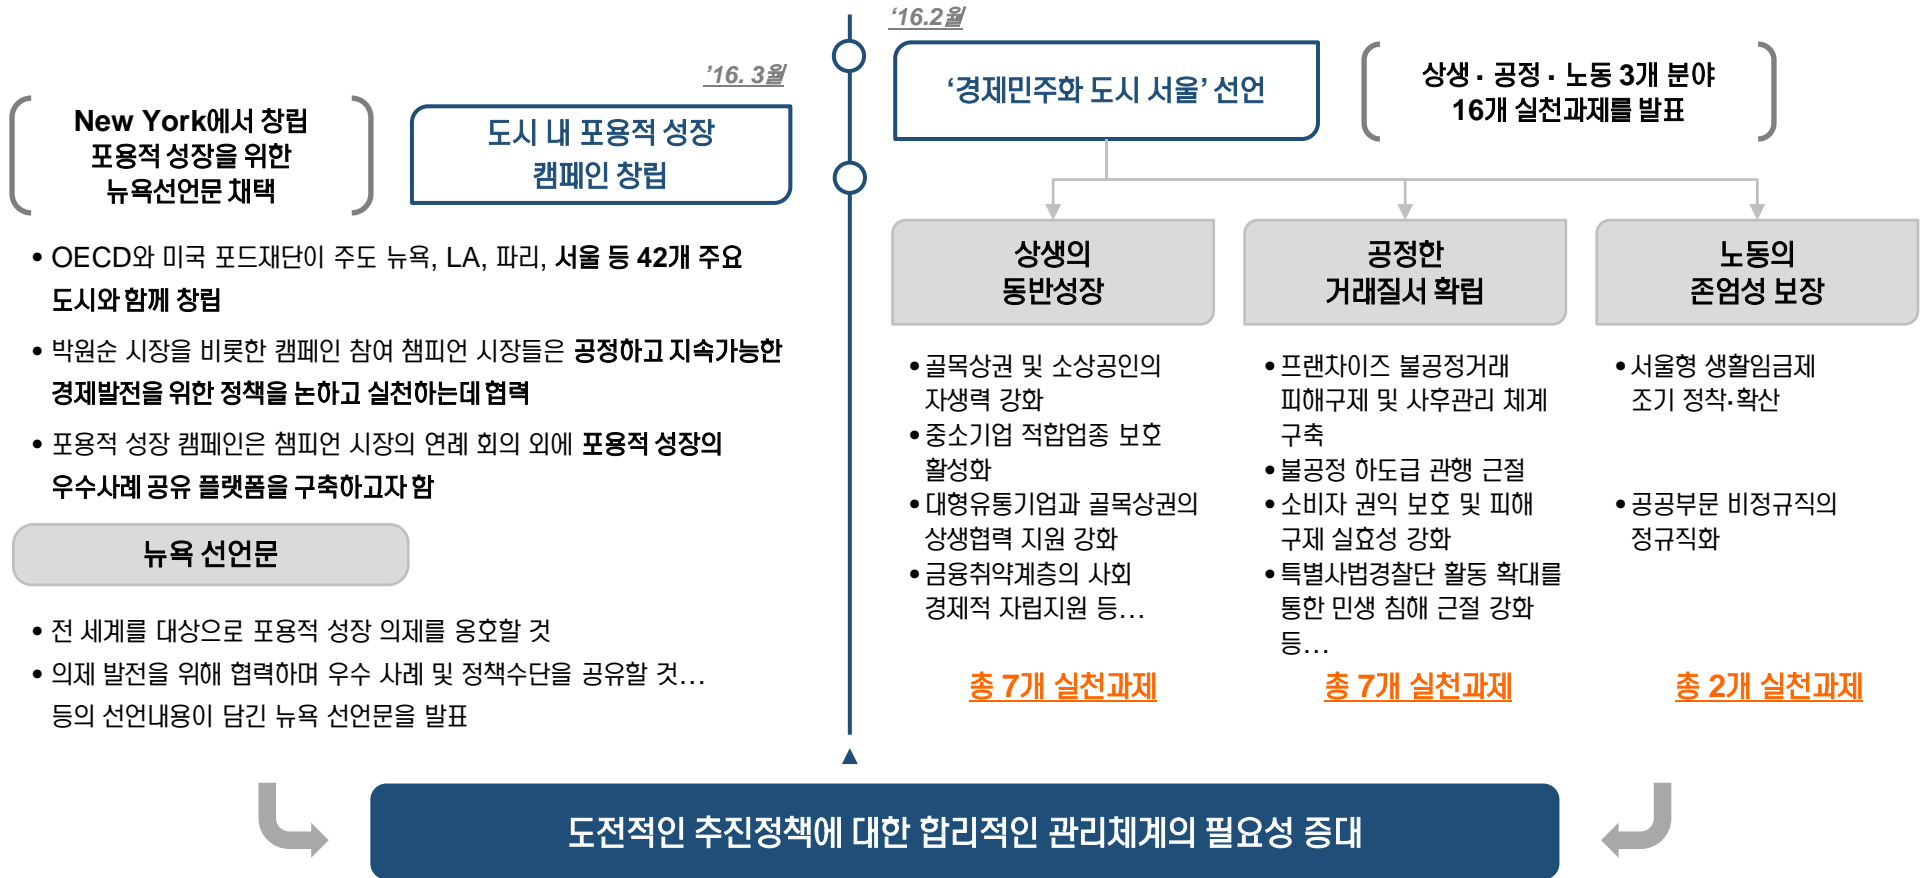 ’16. 3월
New York에서 창립
포용적 성장을 위한
뉴욕선언문 채택
도시 내 포용적 성장
캠페인 창립
• OECD와 미국 포드재단이 주도 뉴욕, LA, 파리, 서울 등 42개 주요
도시와 함께 창립
• 박원순 시장을 비롯한 캠페인 참여 챔피언 시장들은 공정하고 지속가능한
경제발전을 위한 정책을 논하고 실천하는데 협력
• 포용적 성장 캠페인은 챔피언 시장의 연례 회의 외에 포용적 성장의
우수사례 공유 플랫폼을 구축하고자 함
뉴욕 선언문
• 전 세계를 대상으로 포용적 성장 의제를 옹호할 것
• 의제 발전을 위해 협력하며 우수 사례 및 정책수단을 공유할 것…
등의 선언내용이 담긴 뉴욕 선언문을 발표
‘16.2월
‘경제민주화 도시 서울’ 선언
상생 · 공정 · 노동 3개 분야
16개 실천과제를 발표
상생의
동반성장
• 골목상권 및 소상공인의
자생력 강화
• 중소기업 적합업종 보호
활성화
• 대형유통기업과 골목상권의
상생협력 지원 강화
• 금융취약계층의 사회
경제적 자립지원 등…
총 7개 실천과제
공정한
거래질서 확립
• 프랜차이즈 불공정거래
피해구제 및 사후관리 체계
구축
• 불공정 하도급 관행 근절
• 소비자 권익 보호 및 피해
구제 실효성 강화
• 특별사법경찰단 활동 확대를
통한 민생 침해 근절 강화
등…
총 7개 실천과제
노동의
존엄성 보장
• 서울형 생활임금제
조기 정착·확산
• 공공부문 비정규직의
정규직화
총 2개 실천과제
도전적인 추진정책에 대한 합리적인 관리체계의 필요성 증대